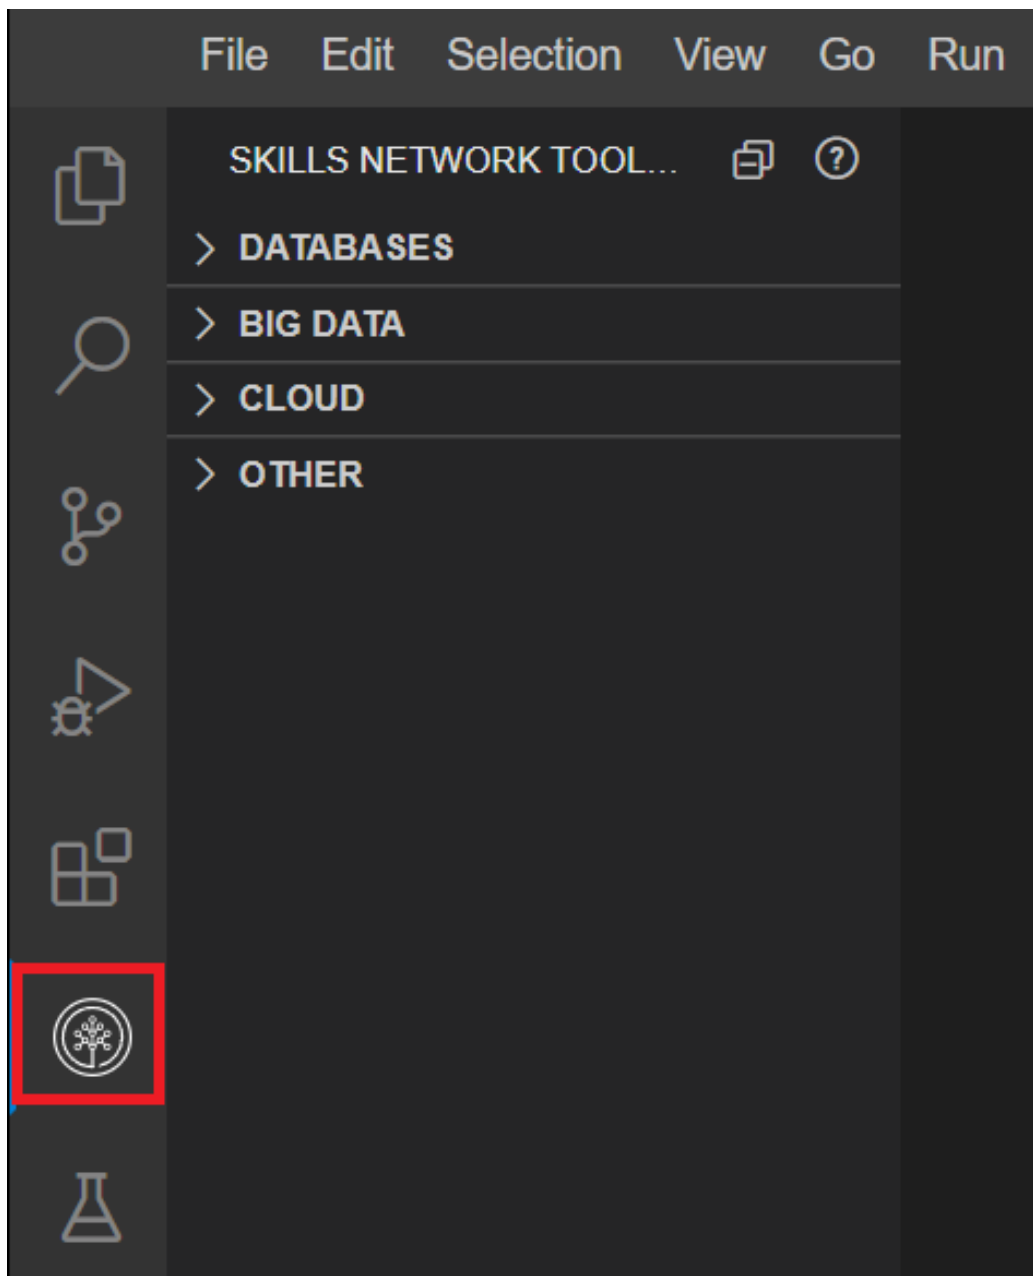 File Edit Selection View Go Run
SKILLS NETWORK TOOL...
DATABASES
BIG DATA
CLOUD
OTHER